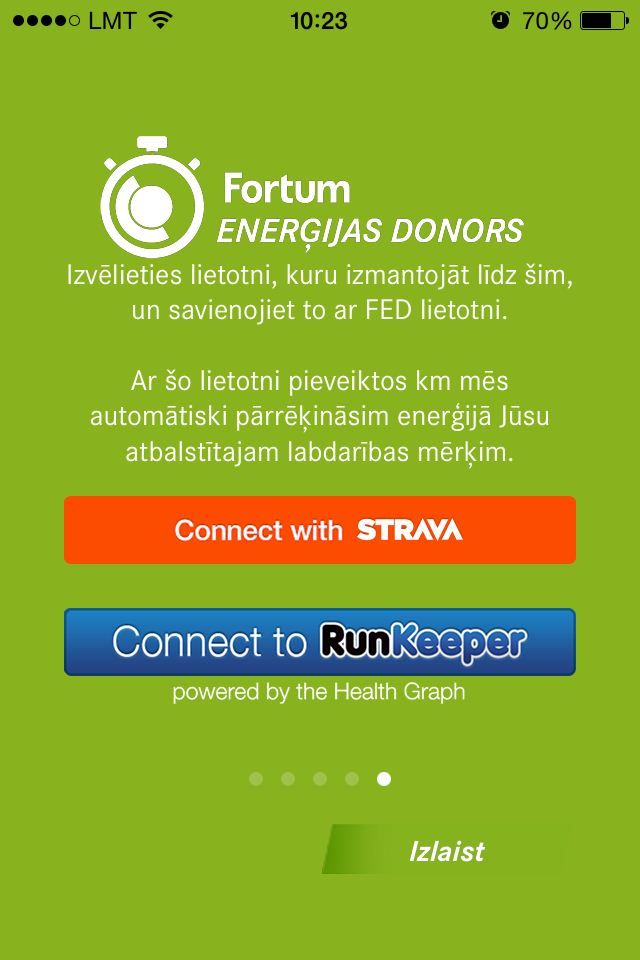 LMT 10:23 70%
Fortum
ENERĢIJAS DONORS
Izvēlieties lietotni, kuru izmantojāt līdz šim,
un savienojiet to ar FED lietotni.
Ar šo lietotni pieveiktos km mēs
automātiski pārrēķināsim enerģijā Jūsu
atbalstītajam labdarības mērķim.
Connect with STRAVA
Connect to RunKeeper
powered by the Health Graph
Izlaist